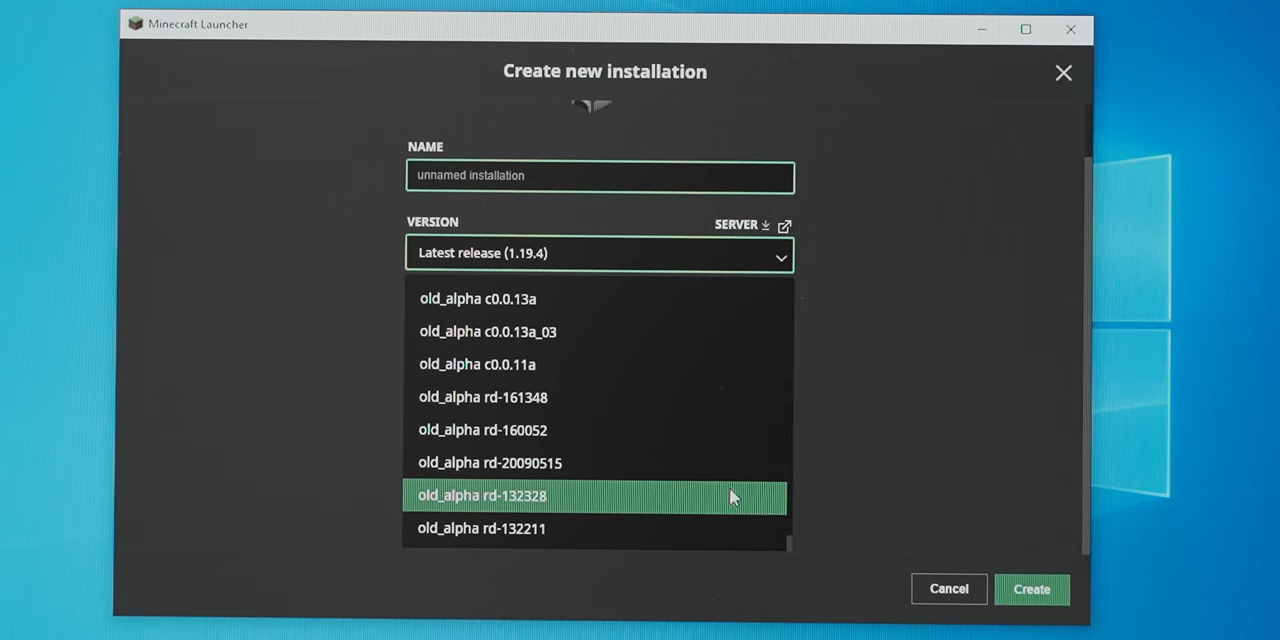 Minecraft Launcher
Create new installation
NAME
unnamed installation
VERSION
SERVER
Latest release (1.19.4)
old_alpha c0.0.13a
old_alpha c0.0.13a_03
old_alpha c0.0.11a
old_alpha rd-161348
old_alpha rd-160052
old_alpha rd-20090515
old_alpha rd-132328
old_alpha rd-132211
Cancel
Create